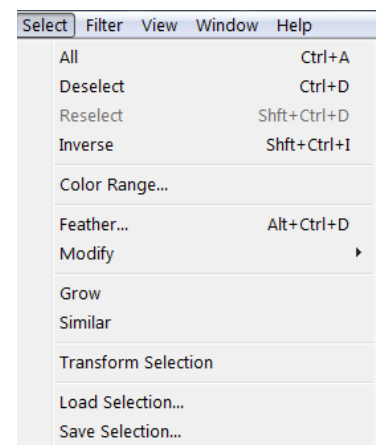 Select Filter View Window Help
All Ctrl+A
Deselect Ctrl+D
Reselect Shft+Ctrl+D
Inverse Shft+Ctrl+I
Color Range...
Feather... Alt+Ctrl+D
Modify
Grow
Similar
Transform Selection
Load Selection...
Save Selection...